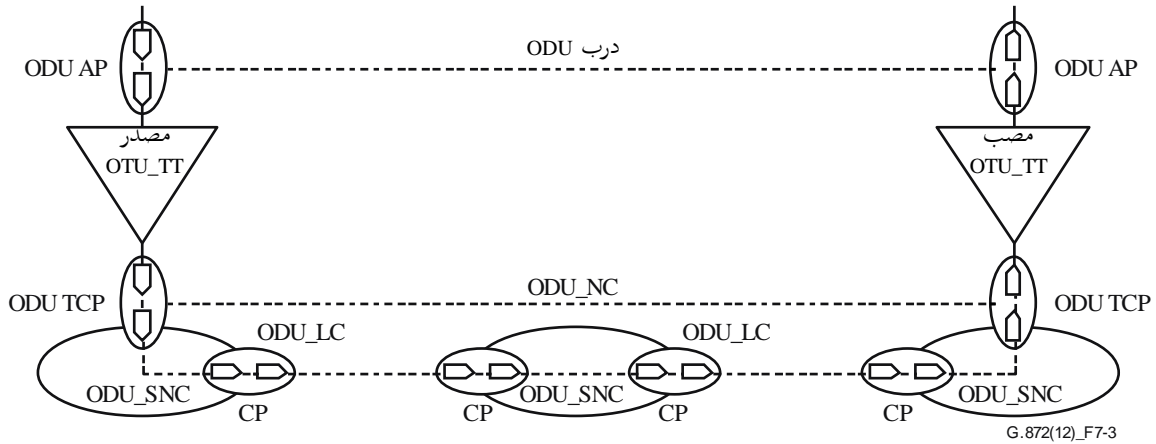 درب ODU
ODU AP
ODU AP
مصدر
OTU_TT
مصب
OTU_TT
ODU_NC
ODU TCP
ODU TCP
ODU_LC
ODU_LC
ODU_SNC
ODU_SNC
ODU_SNC
CP
CP
CP
CP
G.872(12)_F7-3